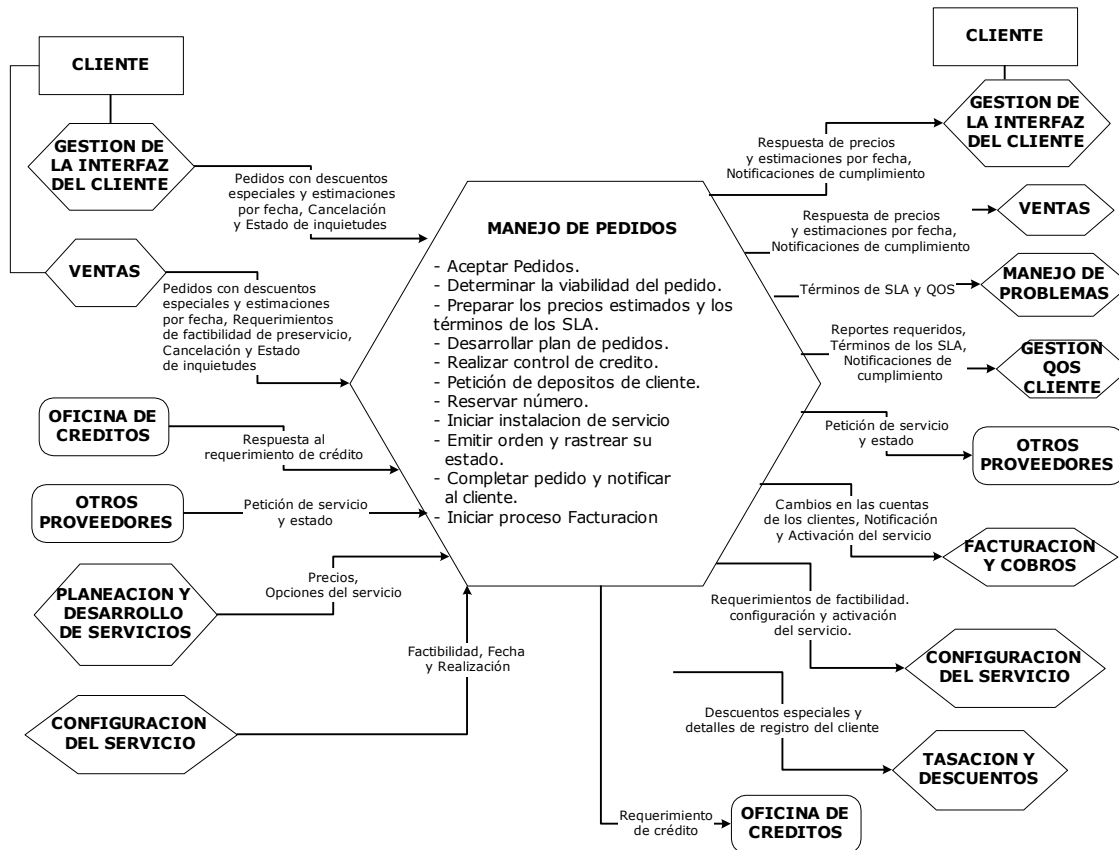 CLIENTE
GESTION DE
LA INTERFAZ
DEL CLIENTE
Pedidos con descuentos
especiales y estimaciones
por fecha, Cancelación
y Estado de inquietudes
VENTAS
Pedidos con descuentos
especiales y estimaciones
por fecha, Requerimientos
de factibilidad de preservicio,
Cancelación y Estado
de inquietudes
OFICINA DE
CREDITOS
Respuesta al
requerimiento de crédito
OTROS
PROVEEDORES
Petición de servicio
y estado
PLANEACION Y
DESARROLLO
DE SERVICIOS
Precios,
Opciones del servicio
CONFIGURACION
DEL SERVICIO
Factibilidad, Fecha
y Realización
MANEJO DE PEDIDOS
- Aceptar Pedidos.
- Determinar la viabilidad del pedido.
- Preparar los precios estimados y los
términos de los SLA.
- Desarrollar plan de pedidos.
- Realizar control de credito.
- Petición de depositos de cliente.
- Reservar número.
- Iniciar instalacion de servicio
- Emitir orden y rastrear su
estado.
- Completar pedido y notificar
al cliente.
- Iniciar proceso Facturacion
CLIENTE
GESTION DE
LA INTERFAZ
DEL CLIENTE
Respuesta de precios
y estimaciones por fecha,
Notificaciones de cumplimiento
VENTAS
Respuesta de precios
y estimaciones por fecha,
Notificaciones de cumplimiento
MANEJO DE
PROBLEMAS
Términos de SLA y QOS
GESTION
QOS
CLIENTE
Reportes requeridos,
Términos de los SLA,
Notificaciones de
cumplimiento
Petición de servicio
y estado
OTROS
PROVEEDORES
Cambios en las cuentas
de los clientes, Notificación
y Activación del servicio
FACTURACION
Y COBROS
Requerimientos de factibilidad.
configuración y activación
del servicio.
CONFIGURACION
DEL SERVICIO
Descuentos especiales y
detalles de registro del cliente
TASACION Y
DESCUENTOS
Requerimiento
de crédito
OFICINA DE
CREDITOS